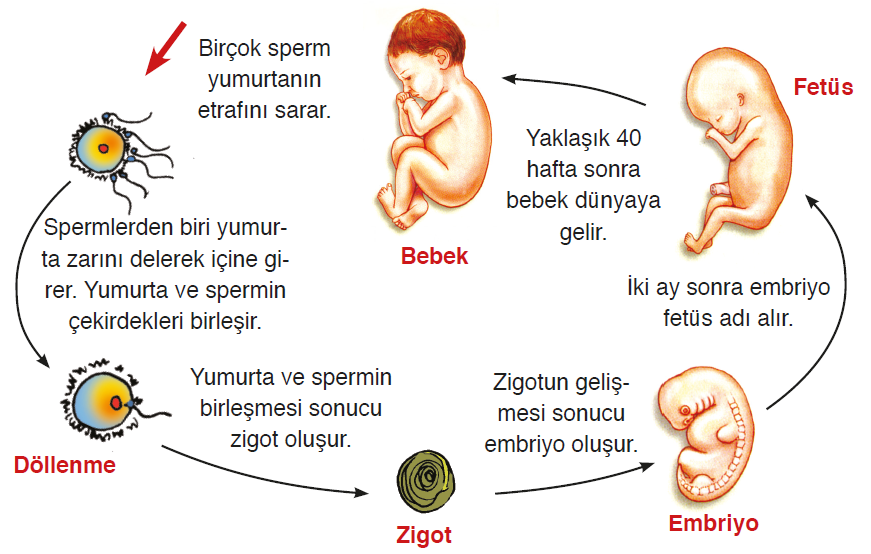 Birçok sperm
yumurtanın
etrafını sarar.
Spermlerden biri yumur-
ta zarını delerek içine gi-
rer. Yumurta ve spermin
çekirdekleri birleşir.
Döllenme
Yumurta ve spermin
birleşmesi sonucu
zigot oluşur.
Zigot
Zigotun geliş-
mesi sonucu
embriyo oluşur.
Embriyo
İki ay sonra embriyo
fetüs adı alır.
Fetüs
Yaklaşık 40
hafta sonra
bebek dünyaya
gelir.
Bebek